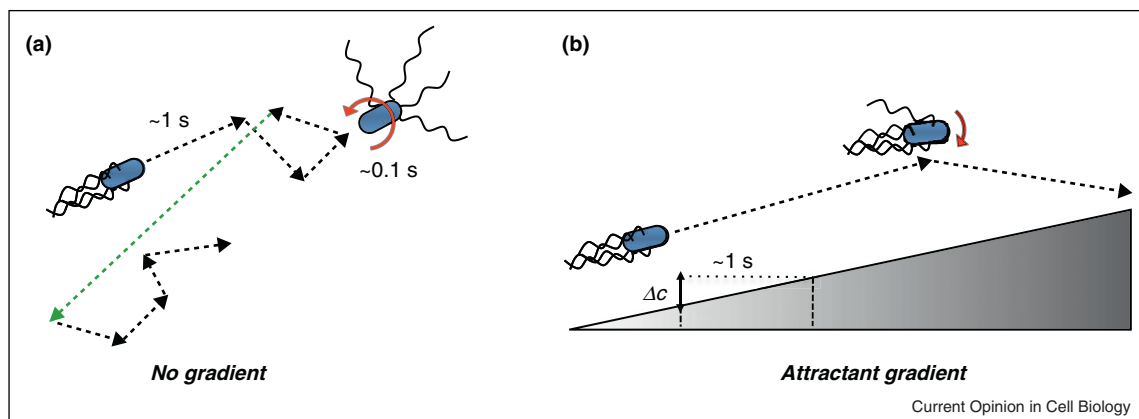 (a)
~1 s
~0.1 s
No gradient
(b)
~1 s
Δc
Attractant gradient
Current Opinion in Cell Biology